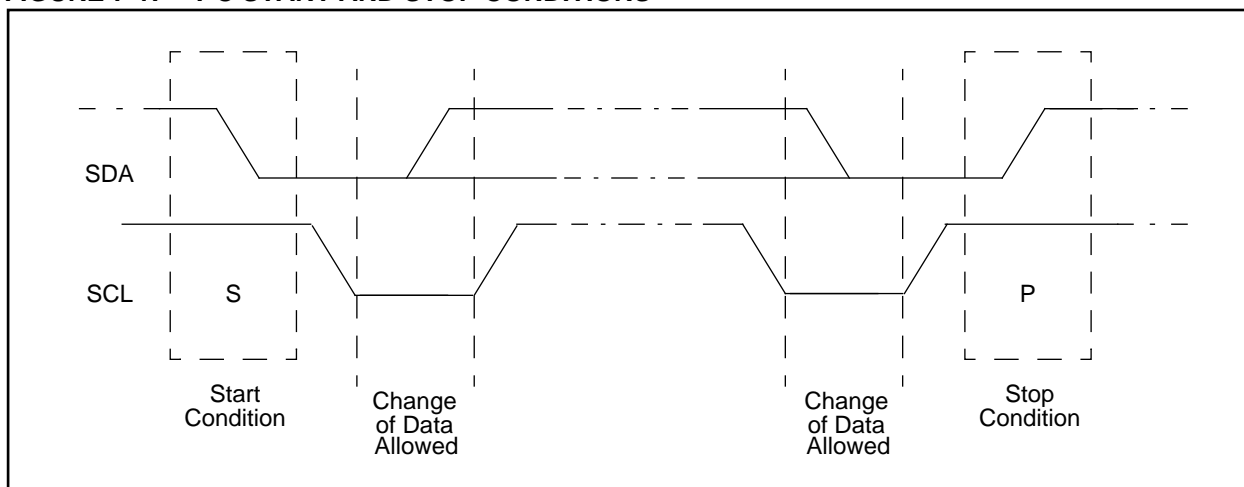 SDA
SCL
S
P
Start
Condition
Change
of Data
Allowed
Change
of Data
Allowed
Stop
Condition